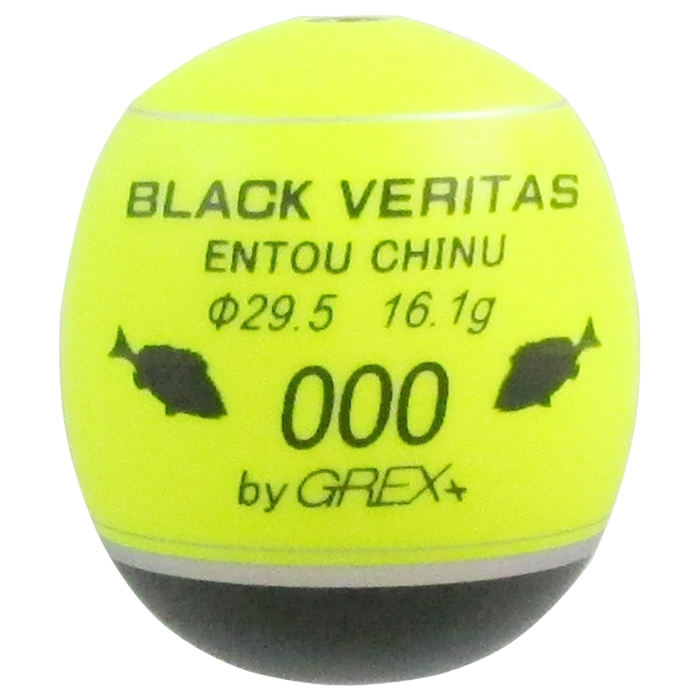 BLACK VERITAS
ENTOU CHINU
Φ29.5 16.1g
000
by GREX+